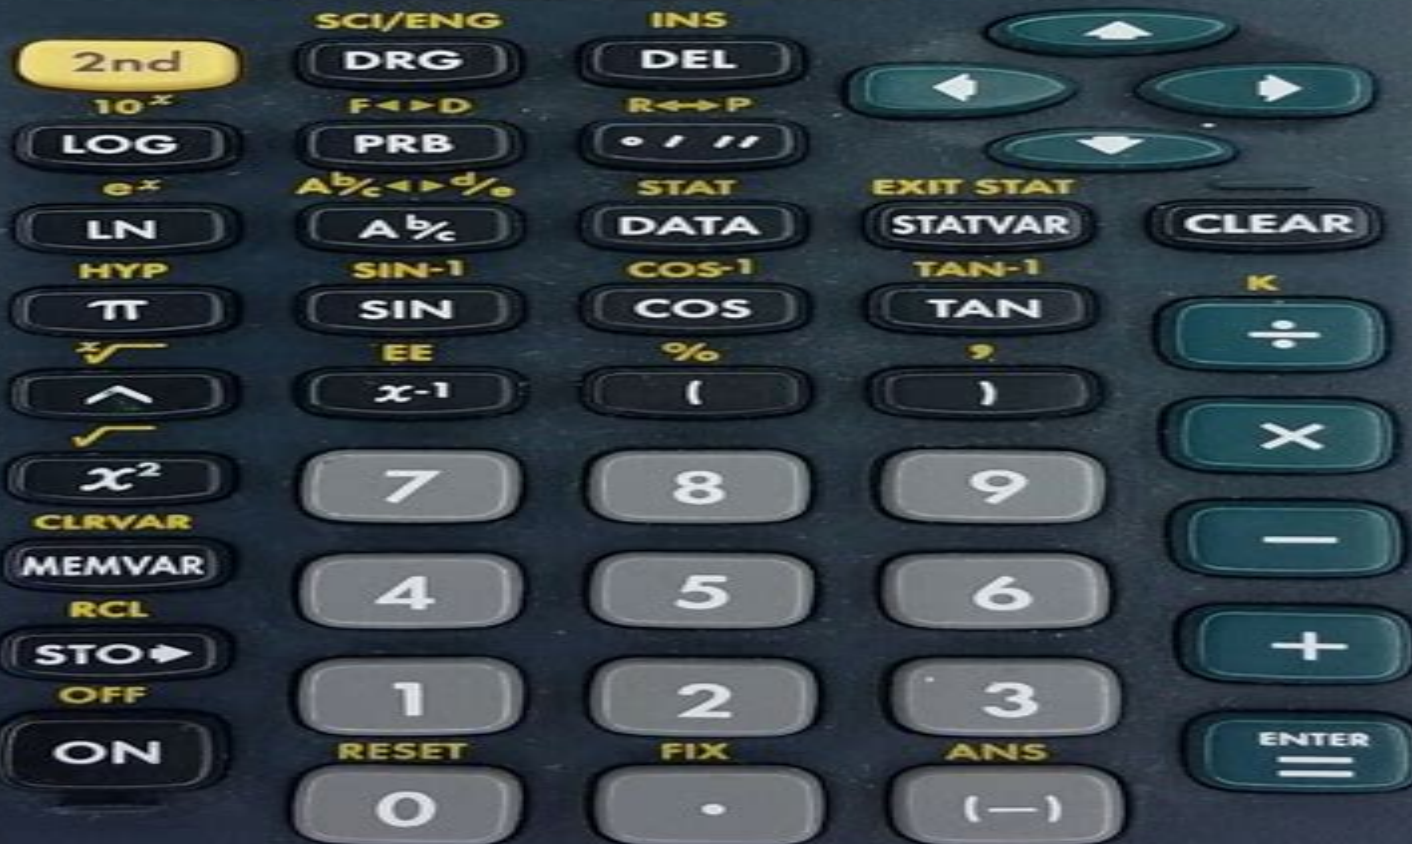 SCI/ENG INS
2nd DRG DEL
10ˣ F◄►D R↔P
LOG PRB ° ′ ″
eˣ Ab/c◄►d/e STAT EXIT STAT
LN Ab/c DATA STATVAR CLEAR
HYP SIN-1 COS-1 TAN-1 K
π SIN COS TAN ÷
ˣ√ EE % ,
^ x-1 ( ) ×
√
x² 7 8 9
CLRVAR −
MEMVAR 4 5 6
RCL
STO► +
OFF 1 2 3
RESET FIX ANS ENTER
ON =
0 . (−)